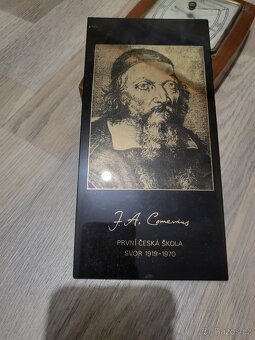 J. A. Comenius
PRVNÍ ČESKÁ ŠKOLA
SVOR 1919-1970